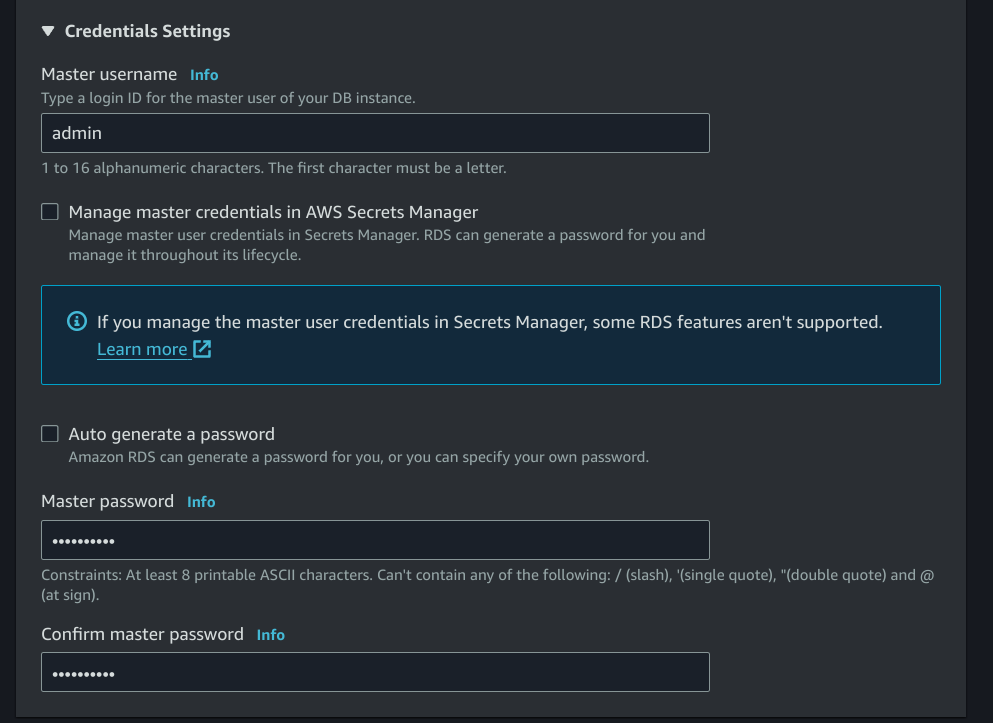 Credentials Settings
Master username Info
Type a login ID for the master user of your DB instance.
admin
1 to 16 alphanumeric characters. The first character must be a letter.
Manage master credentials in AWS Secrets Manager
Manage master user credentials in Secrets Manager. RDS can generate a password for you and
manage it throughout its lifecycle.
If you manage the master user credentials in Secrets Manager, some RDS features aren't supported.
Learn more
Auto generate a password
Amazon RDS can generate a password for you, or you can specify your own password.
Master password Info
••••••••••
Constraints: At least 8 printable ASCII characters. Can't contain any of the following: / (slash), '(single quote), "(double quote) and @
(at sign).
Confirm master password Info
••••••••••